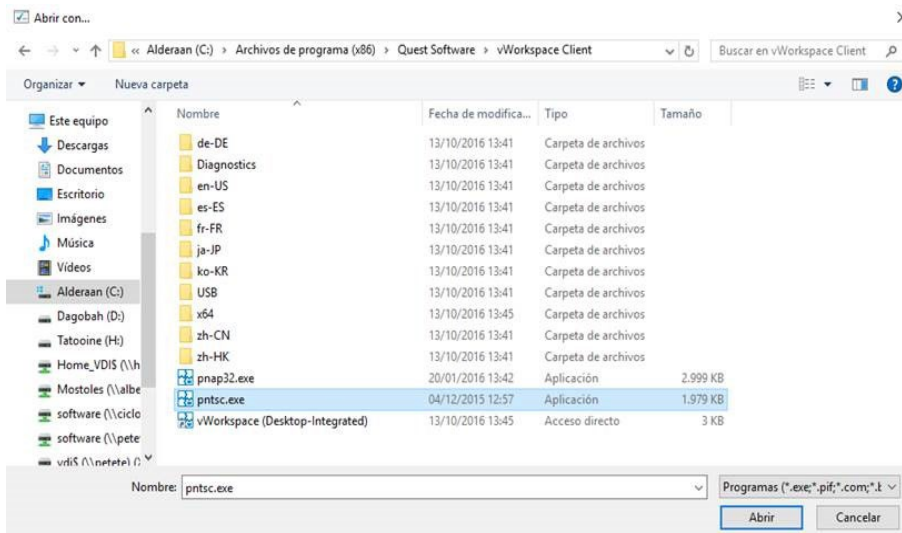 Abrir con...
« Alderaan (C:) › Archivos de programa (x86) › Quest Software › vWorkspace Client
Buscar en vWorkspace Client
Organizar Nueva carpeta
Este equipo
Descargas
Documentos
Escritorio
Imágenes
Música
Vídeos
Alderaan (C:)
Dagobah (D:)
Tatooine (H:)
Home_VDI$ (\\h
Mostoles (\\albe
software (\\ciclo
software (\\pete
vdi$ (\\petete) (
Nombre Fecha de modifica... Tipo Tamaño
de-DE 13/10/2016 13:41 Carpeta de archivos
Diagnostics 13/10/2016 13:41 Carpeta de archivos
en-US 13/10/2016 13:41 Carpeta de archivos
es-ES 13/10/2016 13:41 Carpeta de archivos
fr-FR 13/10/2016 13:41 Carpeta de archivos
ja-JP 13/10/2016 13:41 Carpeta de archivos
ko-KR 13/10/2016 13:41 Carpeta de archivos
USB 13/10/2016 13:41 Carpeta de archivos
x64 13/10/2016 13:45 Carpeta de archivos
zh-CN 13/10/2016 13:41 Carpeta de archivos
zh-HK 13/10/2016 13:41 Carpeta de archivos
pnap32.exe 20/01/2016 13:42 Aplicación 2.999 KB
pntsc.exe 04/12/2015 12:57 Aplicación 1.979 KB
vWorkspace (Desktop-Integrated) 13/10/2016 13:45 Acceso directo 3 KB
Nombre: pntsc.exe Programas (*.exe;*.pif;*.com;*.b
Abrir Cancelar